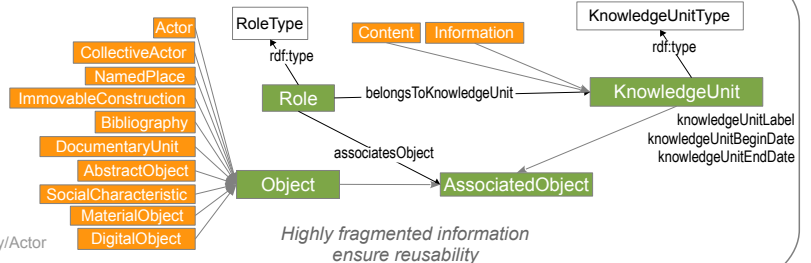 Actor
CollectiveActor
NamedPlace
ImmovableConstruction
Bibliography
DocumentaryUnit
AbstractObject
SocialCharacteristic
MaterialObject
DigitalObject
y/Actor
RoleType
rdf:type
Role
Object
Content
Information
belongsToKnowledgeUnit
associatesObject
AssociatedObject
KnowledgeUnitType
rdf:type
KnowledgeUnit
knowledgeUnitLabel
knowledgeUnitBeginDate
knowledgeUnitEndDate
Highly fragmented information
ensure reusability